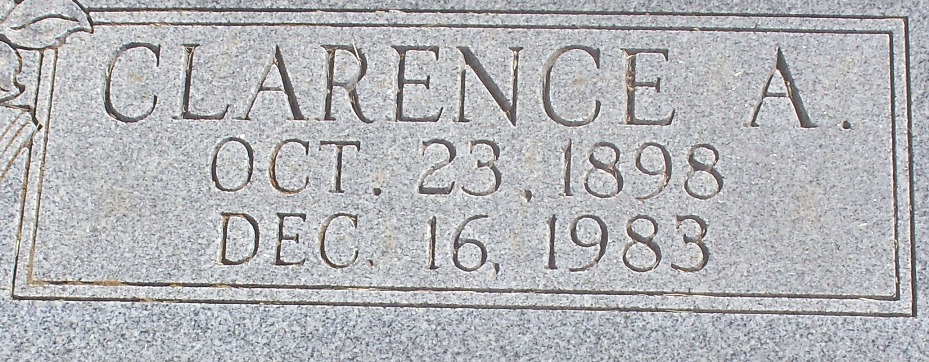 CLARENCE A.
OCT. 23, 1898
DEC. 16, 1983